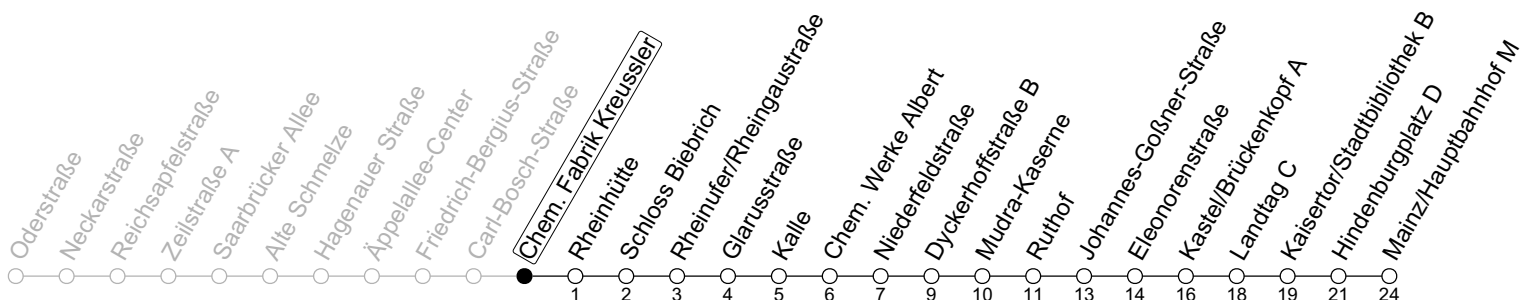 Oderstraße
Neckarstraße
Reichsapfelstraße
Zeilstraße A
Saarbrücker Allee
Alte Schmelze
Hagenauer Straße
Äppelallee-Center
Friedrich-Bergius-Straße
Carl-Bosch-Straße
Chem. Fabrik Kreussler
Rheinhütte
Schloss Biebrich
Rheinufer/Rheingaustraße
Glarusstraße
Kalle
Chem. Werke Albert
Niederfeldstraße
Dyckerhoffstraße B
Mudra-Kaserne
Ruthof
Johannes-Goßner-Straße
Eleonorenstraße
Kastel/Brückenkopf A
Landtag C
Kaisertor/Stadtbibliothek B
Hindenburgplatz D
Mainz/Hauptbahnhof M
1 2 3 4 5 6 7 9 10 11 13 14 16 18 19 21 24